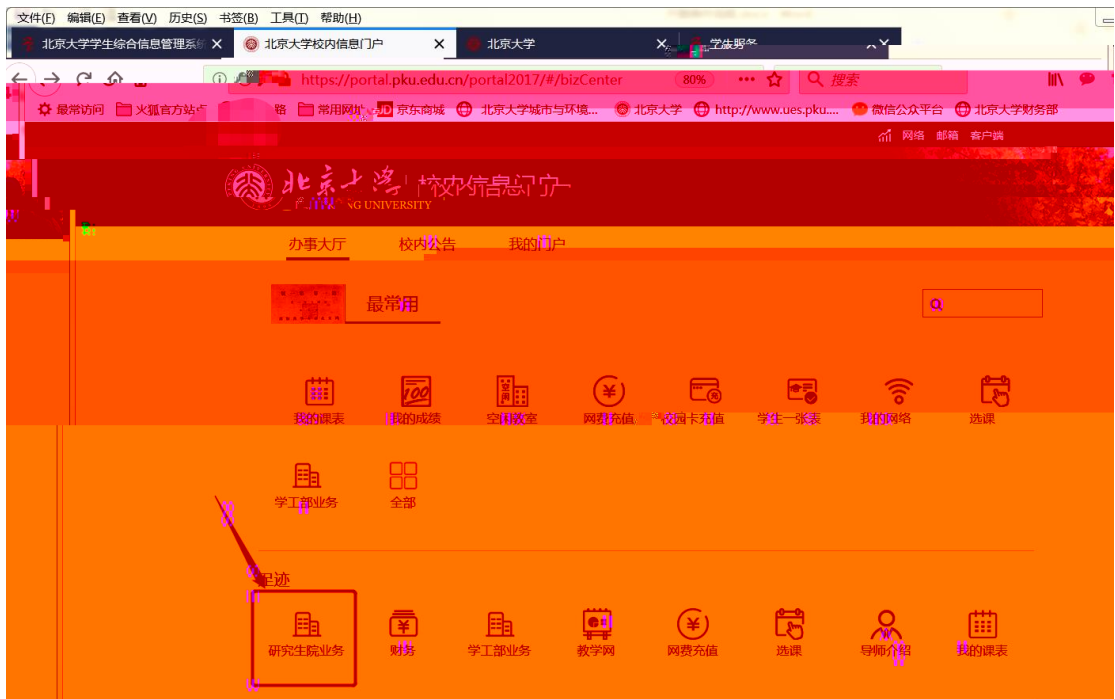 文件(F) 编辑(E) 查看(V) 历史(S) 书签(B) 工具(T) 帮助(H)
北京大学学生综合信息管理系统 北京大学校内信息门户 北京大学
https://portal.pku.edu.cn/portal2017/#/bizCenter 80% 搜索
最常访问 火狐官方站点 常用网址 JD 京东商城 北京大学城市与环境... 北京大学 http://www.ues.pku.... 微信公众平台 北京大学财务部
网络 邮箱 客户端
北京大学 校内信息门户
UNIVERSITY
办事大厅 校内公告 我的门户
最常用
我的课表 我的成绩 空闲教室 网费充值 校园卡充值 学生一张表 我的网络 选课
学工部业务 全部
足迹
研究生院业务 财务 学工部业务 教学网 网费充值 选课 导师介绍 我的课表